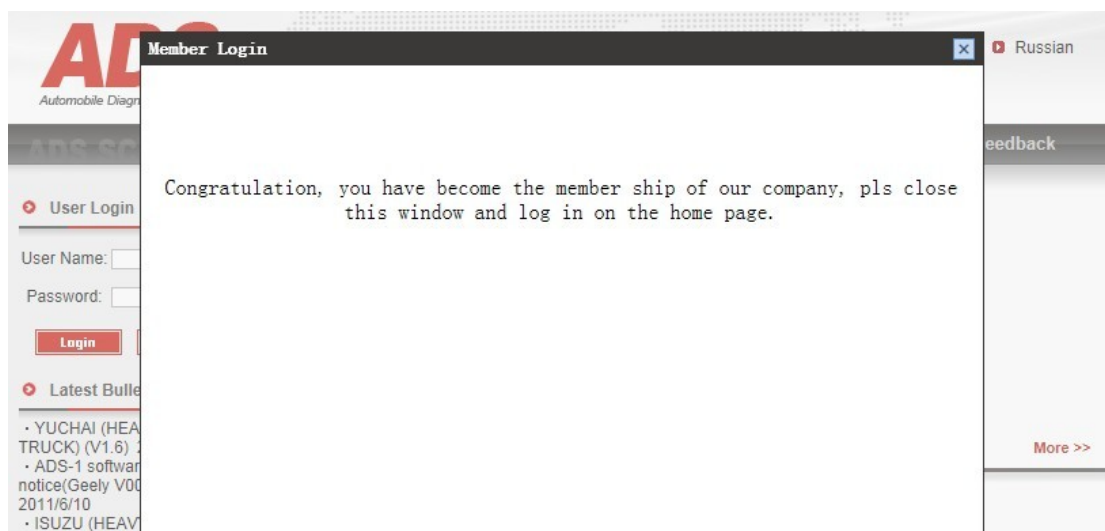 Member Login
Russian
Automobile Diagn
eedback
Congratulation, you have become the member ship of our company, pls close
this window and log in on the home page.
User Login
User Name:
Password:
Login
Latest Bulle
· YUCHAI (HEA
TRUCK) (V1.6)
· ADS-1 softwar
notice(Geely V00
2011/6/10
· ISUZU (HEAV
More >>